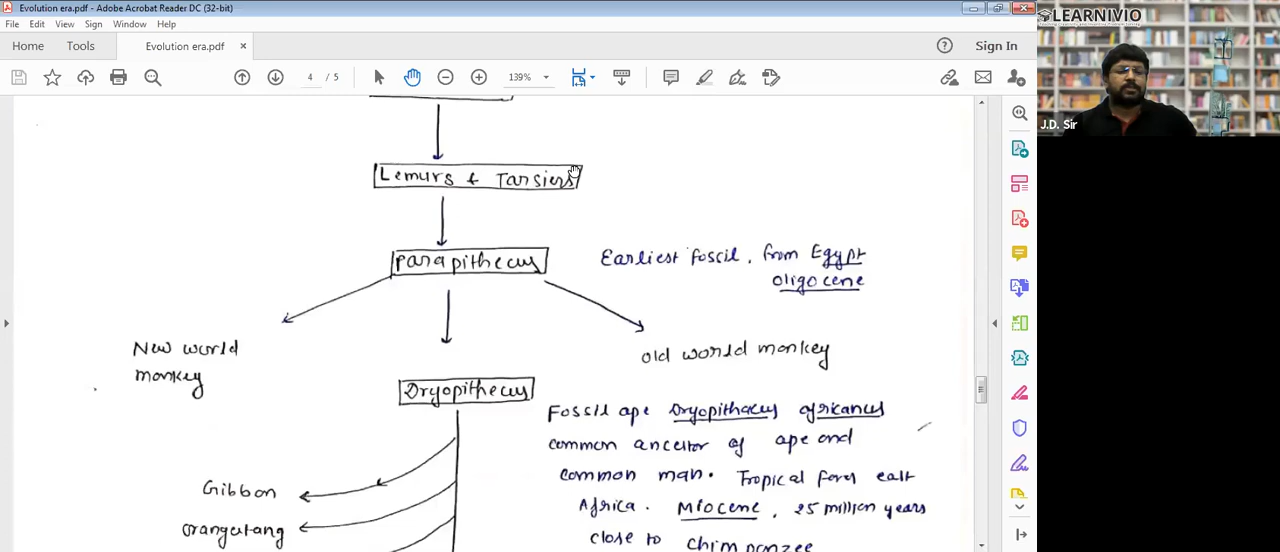 Evolution era.pdf - Adobe Acrobat Reader DC (32-bit)
File Edit View Sign Window Help
Home Tools Evolution era.pdf × Sign In
4 / 5 139%
LEARNIVIO
J.D. Sir
Lemurs & Tarsiers
Parapithecus
Earliest fossil, from Egypt
oligocene
New world
monkey
old world monkey
Dryopithecus
Fossil ape Dryopithacus africanus
common ancestor of ape and
common man. Tropical fores east
Africa. Miocene, 25 million years
close to chimpanzee
Gibbon
orangutang